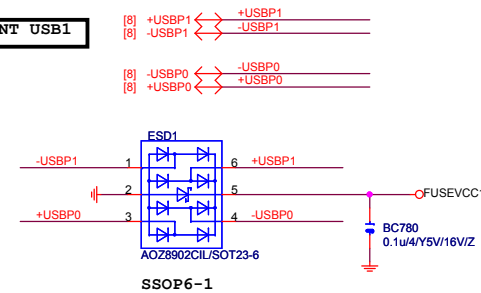 NT USB1
[8] +USBP1 +USBP1
[8] -USBP1 -USBP1
[8] -USBP0 -USBP0
[8] +USBP0 +USBP0
ESD1
-USBP1 1 6 +USBP1
2 5 FUSEVCC1
+USBP0 3 4 -USBP0
BC780
0.1u/4/Y5V/16V/Z
AOZ8902CIL/SOT23-6
SSOP6-1